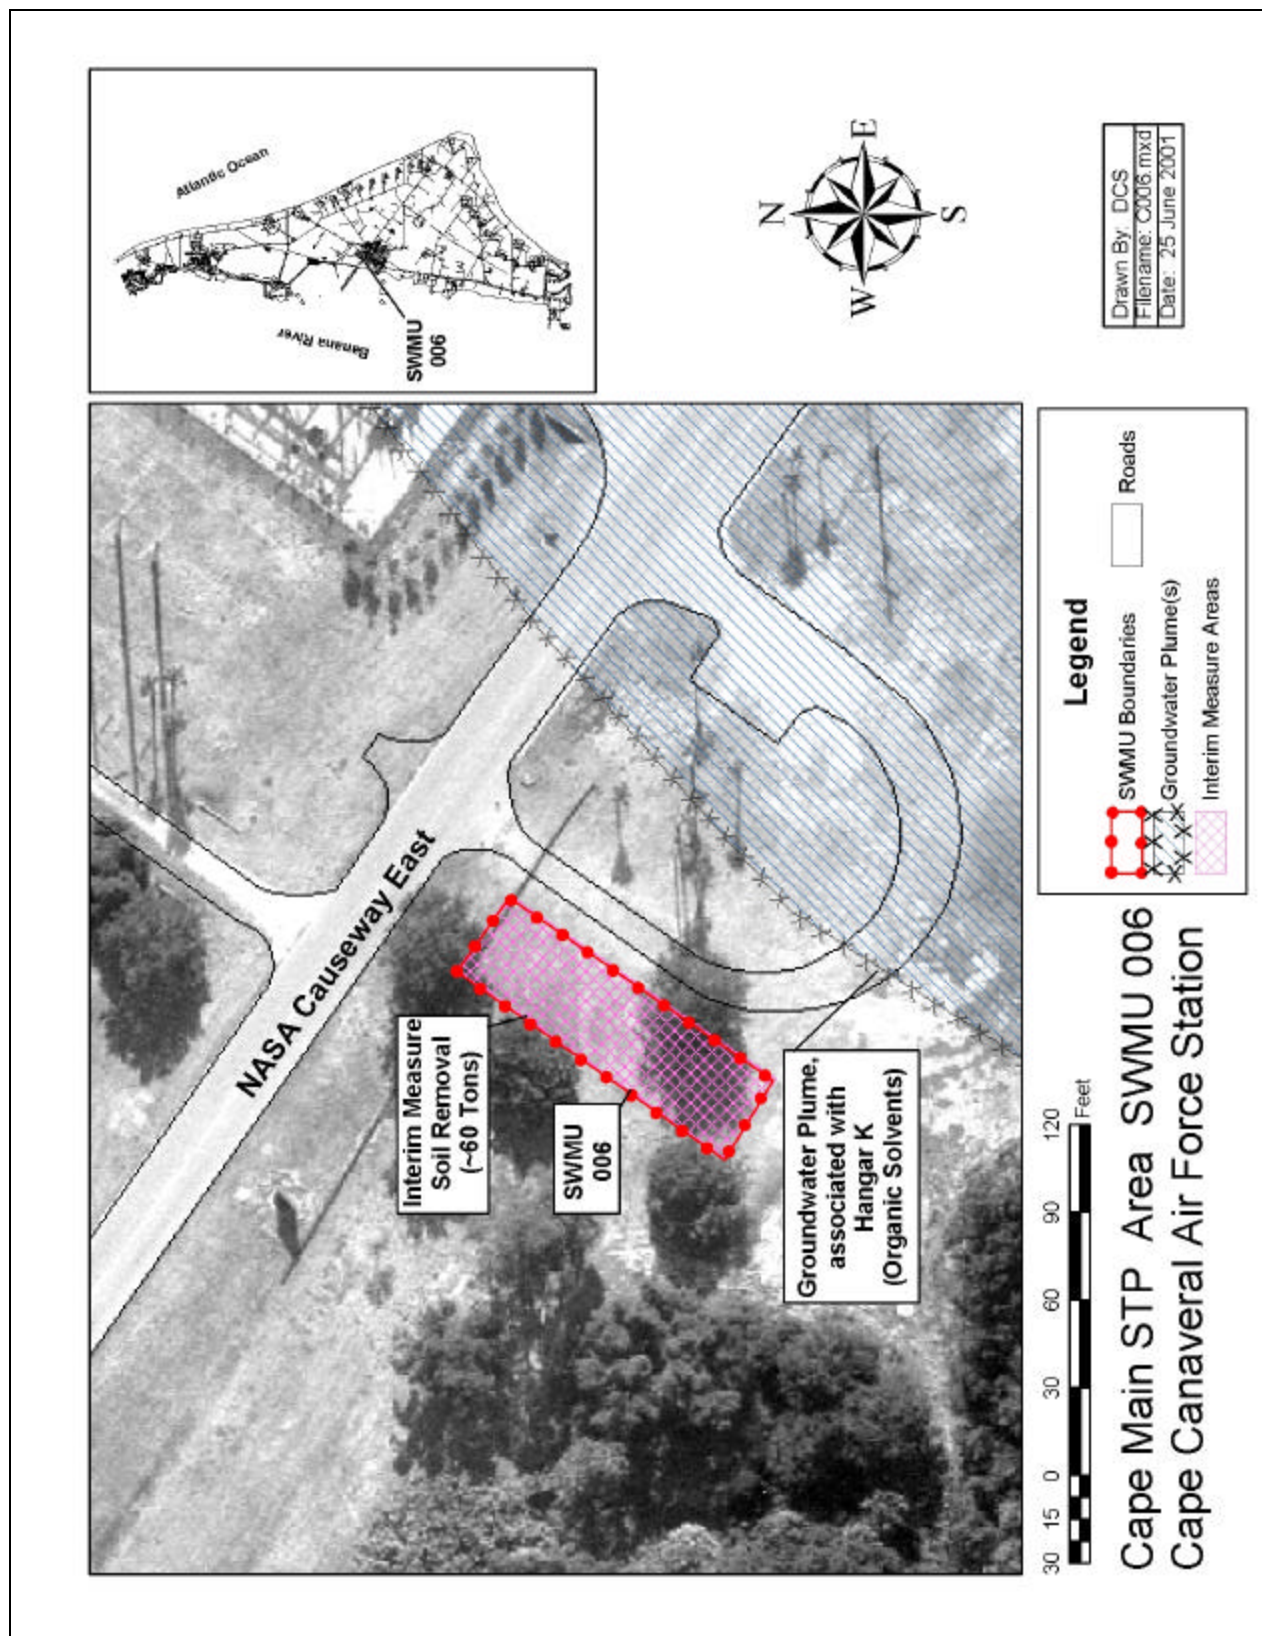 Atlantic Ocean
Banana River
SWMU
006
N
E
S
W
Drawn By: DCS
Filename: C006.mxd
Date: 25 June 2001
NASA Causeway East
Interim Measure
Soil Removal
(~60 Tons)
SWMU
006
Groundwater Plume,
associated with
Hangar K
(Organic Solvents)
Legend
SWMU Boundaries
Roads
Groundwater Plume(s)
Interim Measure Areas
30 15 0 30 60 90 120
Feet
Cape Main STP Area SWMU 006
Cape Canaveral Air Force Station